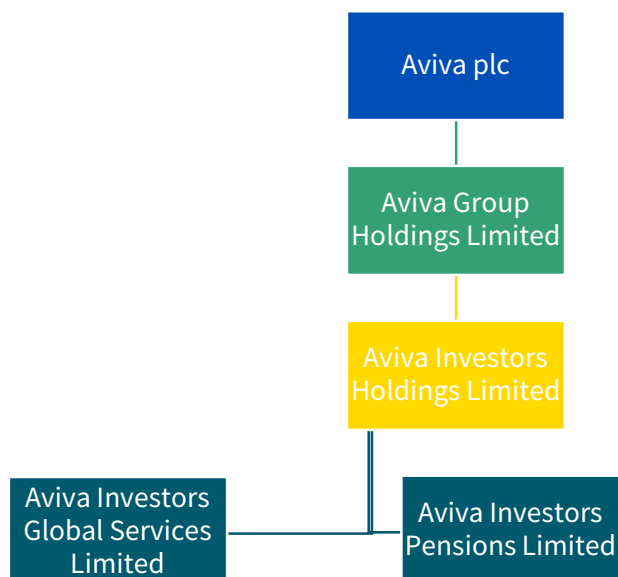 Aviva plc
Aviva Group
Holdings Limited
Aviva Investors
Holdings Limited
Aviva Investors
Global Services
Limited
Aviva Investors
Pensions Limited